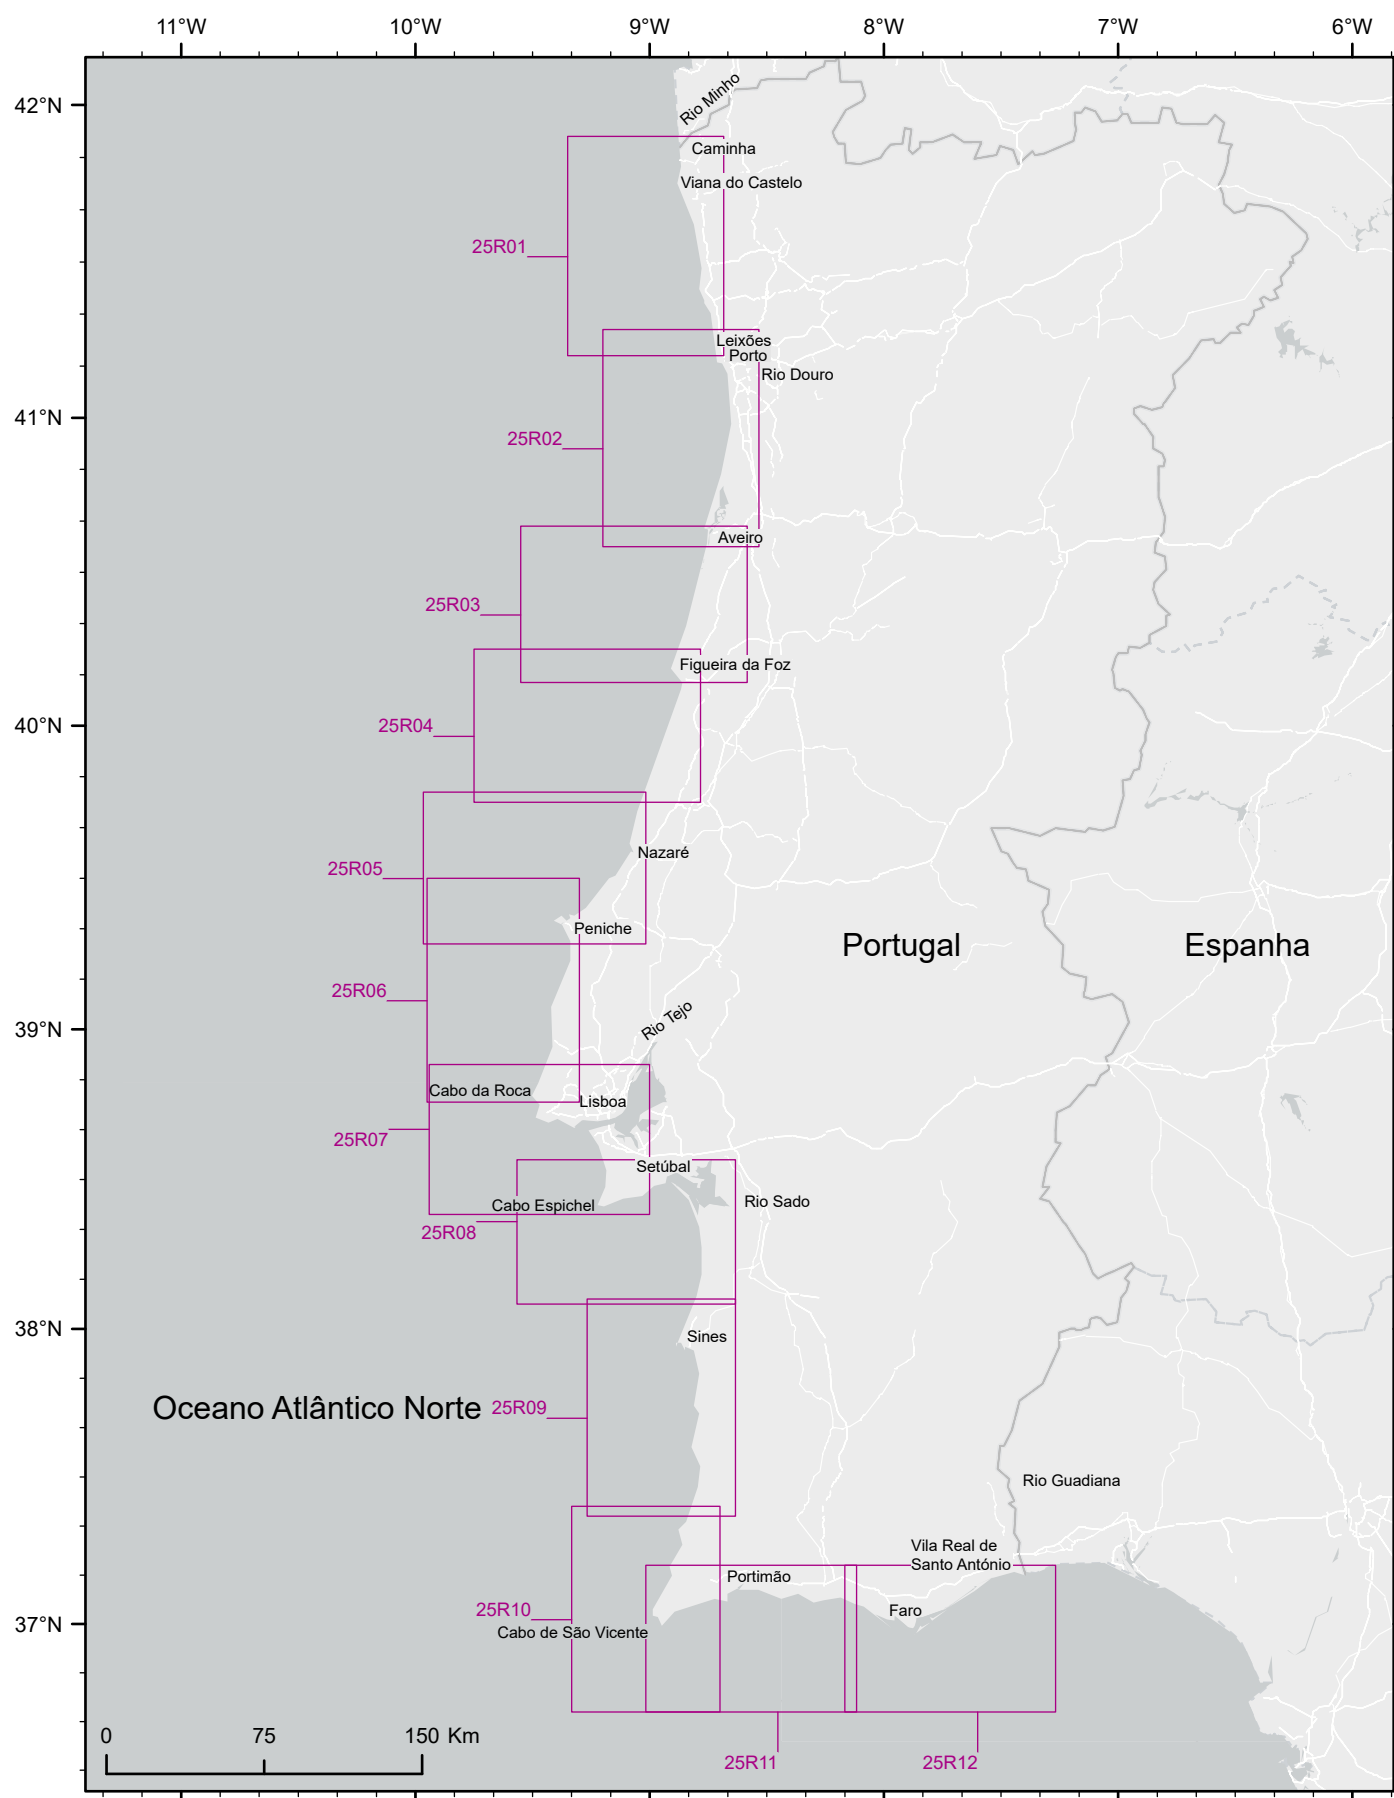 11°W
10°W
9°W
8°W
7°W
6°W
42°N
Rio Minho
Caminha
Viana do Castelo
25R01
Leixões
Porto
Rio Douro
41°N
25R02
Aveiro
25R03
Figueira da Foz
40°N
25R04
Nazaré
25R05
Peniche
Portugal
Espanha
25R06
Rio Tejo
39°N
Cabo da Roca
Lisboa
25R07
Setúbal
Rio Sado
Cabo Espichel
25R08
38°N
Sines
Oceano Atlântico Norte
25R09
Rio Guadiana
Vila Real de
Santo António
Portimão
25R10
Faro
37°N
Cabo de São Vicente
0
75
150 Km
25R11
25R12